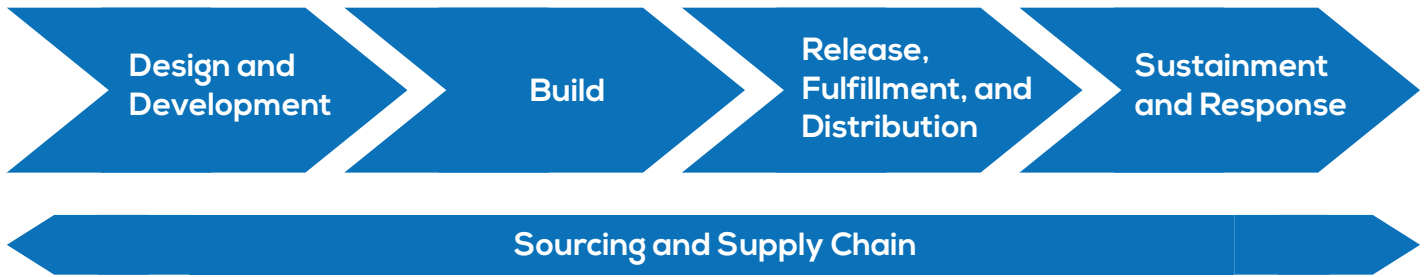 Design and
Development
Build
Release,
Fulfillment, and
Distribution
Sustainment
and Response
Sourcing and Supply Chain